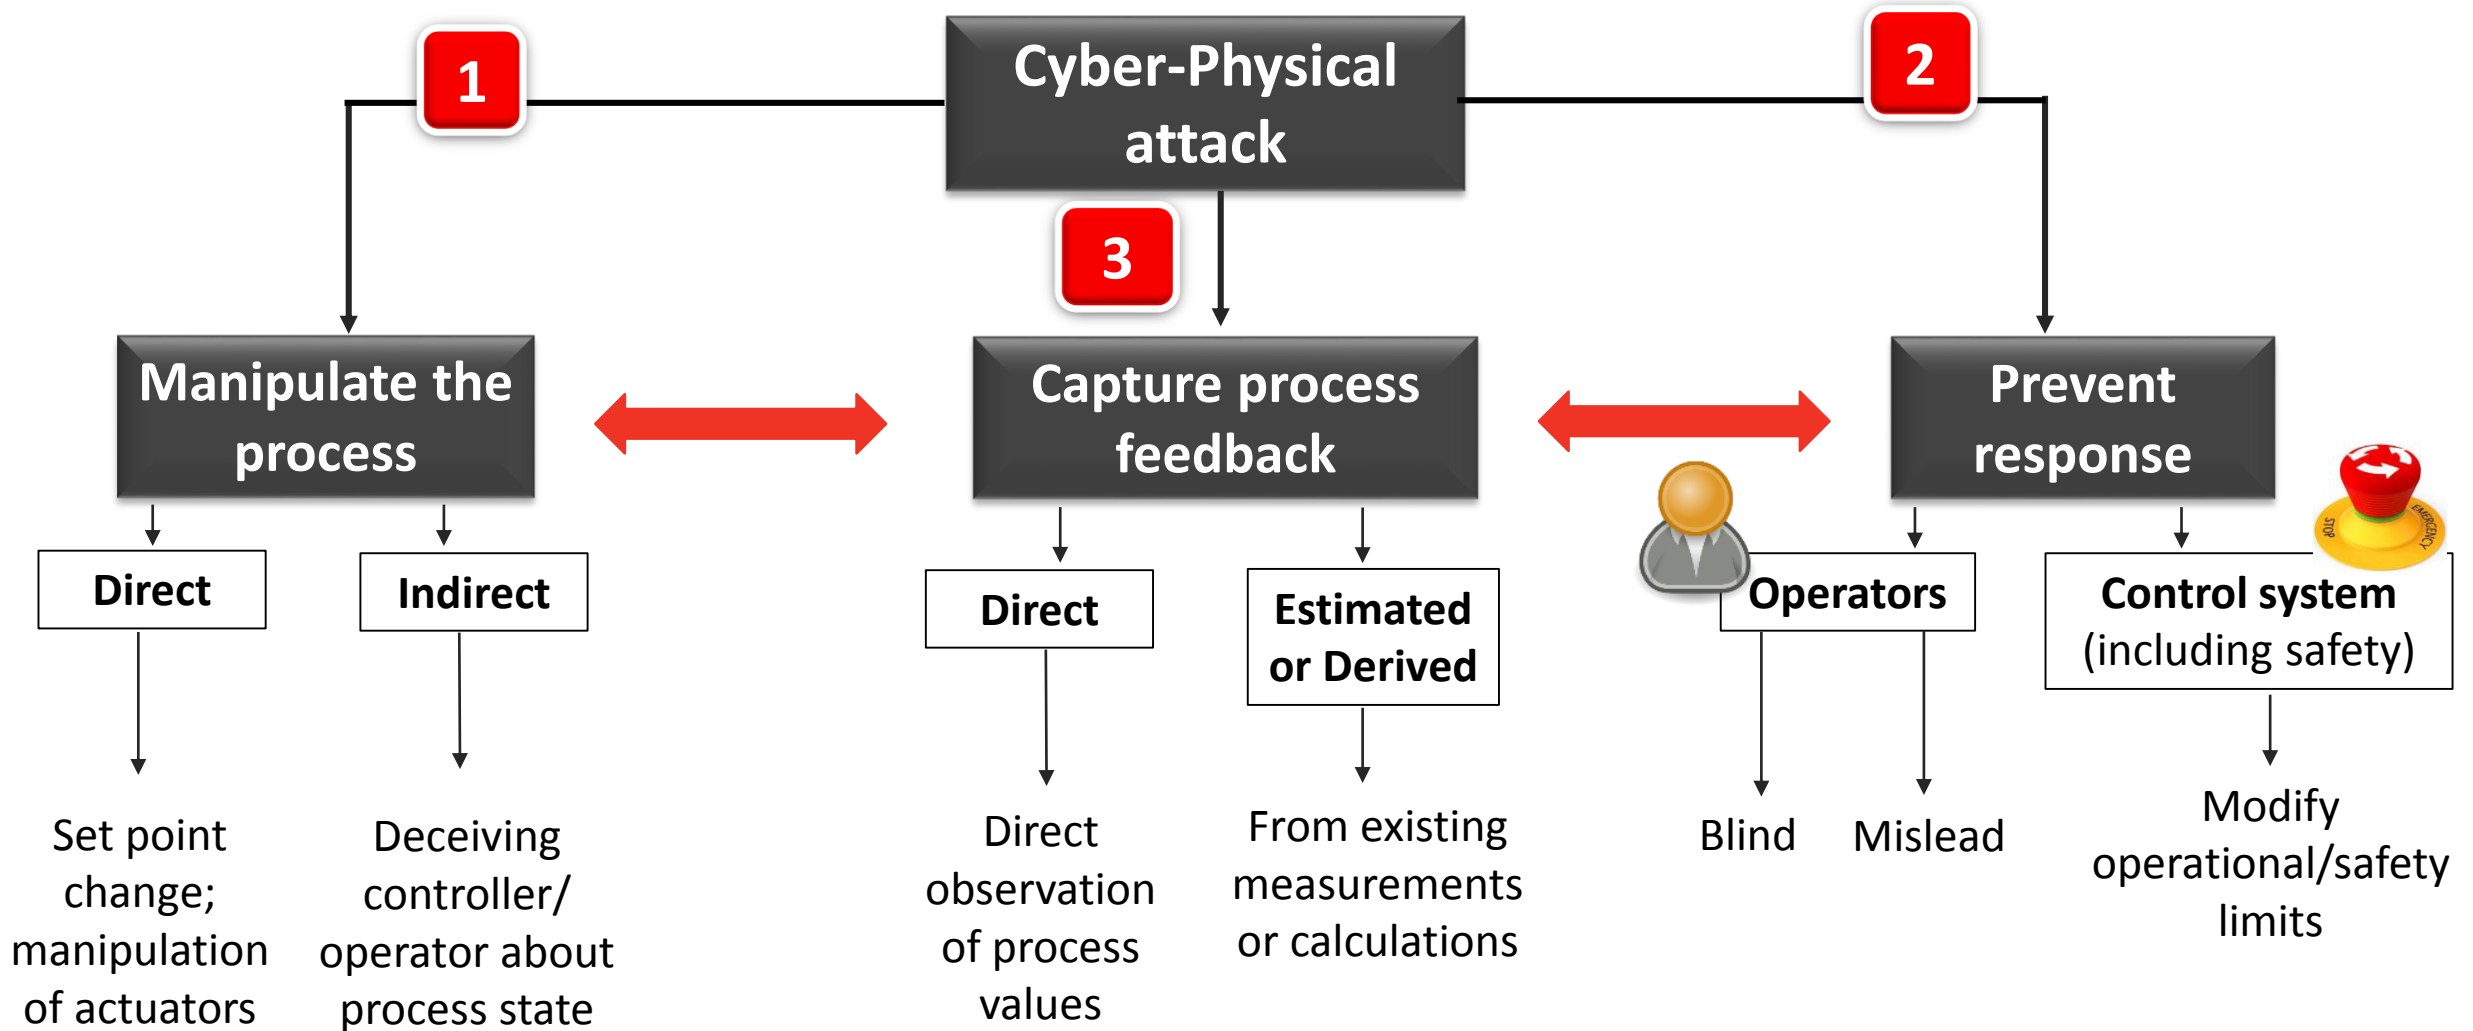 1
Cyber-Physical
attack
2
3
Manipulate the
process
Capture process
feedback
Prevent
response
STOP
EMERGENCY
Direct
Indirect
Direct
Estimated
or Derived
Operators
Control system
(including safety)
Set point
change;
manipulation
of actuators
Deceiving
controller/
operator about
process state
Direct
observation
of process
values
From existing
measurements
or calculations
Blind
Mislead
Modify
operational/safety
limits